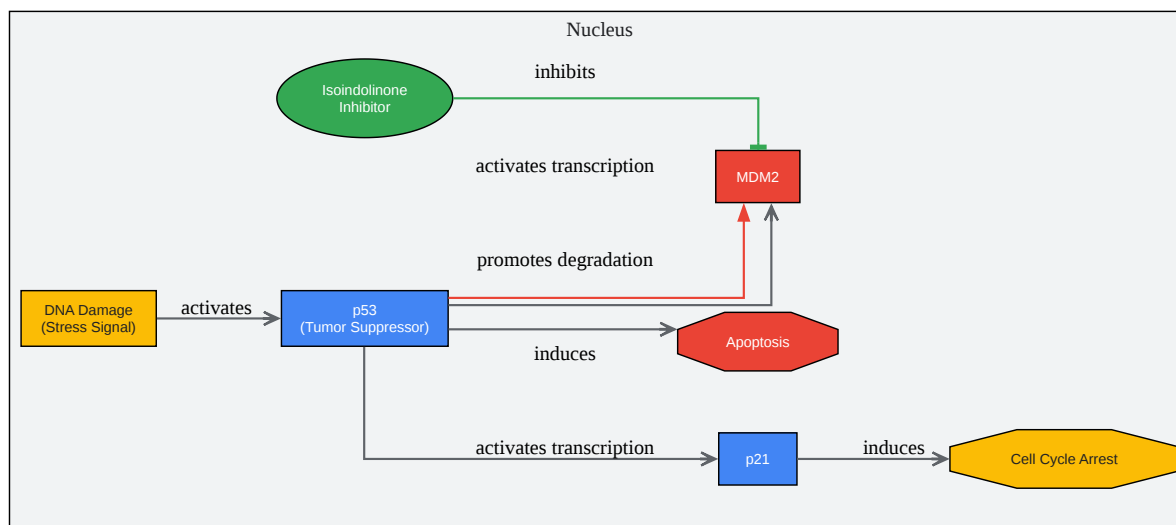 Nucleus
inhibits
Isoindolinone
Inhibitor
activates transcription
MDM2
promotes degradation
DNA Damage
(Stress Signal)
activates
p53
(Tumor Suppressor)
Apoptosis
induces
activates transcription
p21
induces
Cell Cycle Arrest